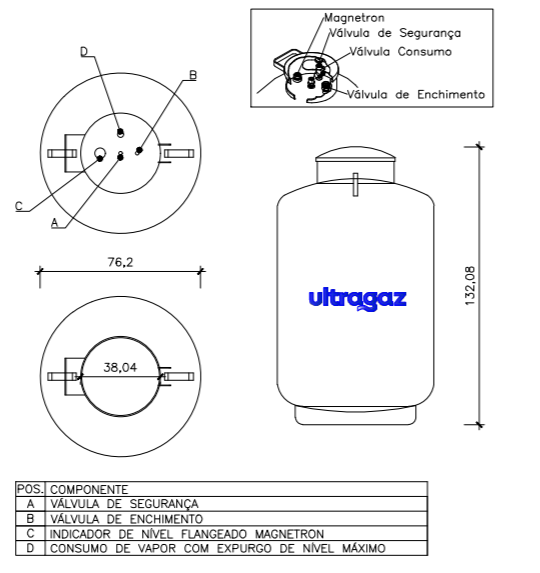 Magnetron
Válvula de Segurança
Válvula Consumo
Válvula de Enchimento
D
B
C
A
76,2
38,04
132,08
ultragaz
POS. COMPONENTE
A VÁLVULA DE SEGURANÇA
B VÁLVULA DE ENCHIMENTO
C INDICADOR DE NÍVEL FLANGEADO MAGNETRON
D CONSUMO DE VAPOR COM EXPURGO DE NÍVEL MÁXIMO